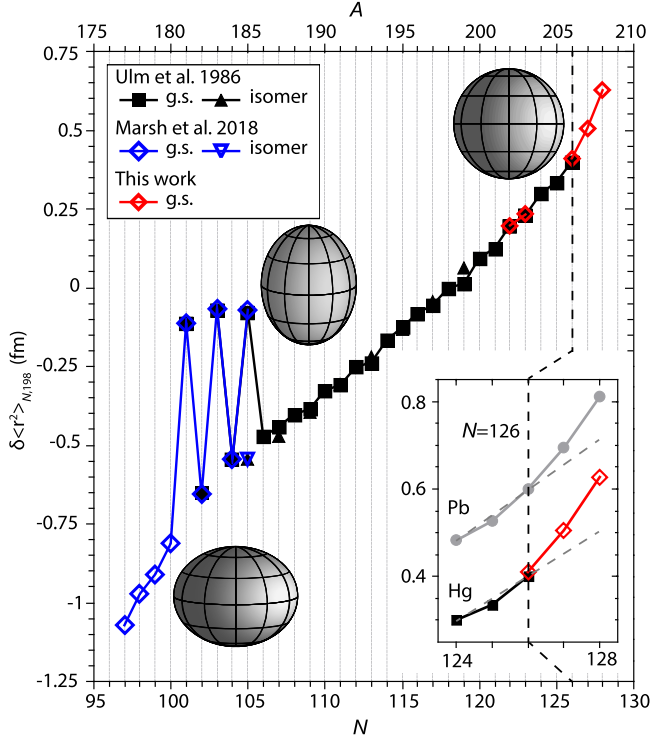 A
175 180 185 190 195 200 205 210
0.75
0.5
0.25
0
-0.25
-0.5
-0.75
-1
-1.25
δ<r²>N,198 (fm)
Ulm et al. 1986
g.s. isomer
Marsh et al. 2018
g.s. isomer
This work
g.s.
N=126
0.8
0.6
0.4
Pb
Hg
124 128
95 100 105 110 115 120 125 130
N